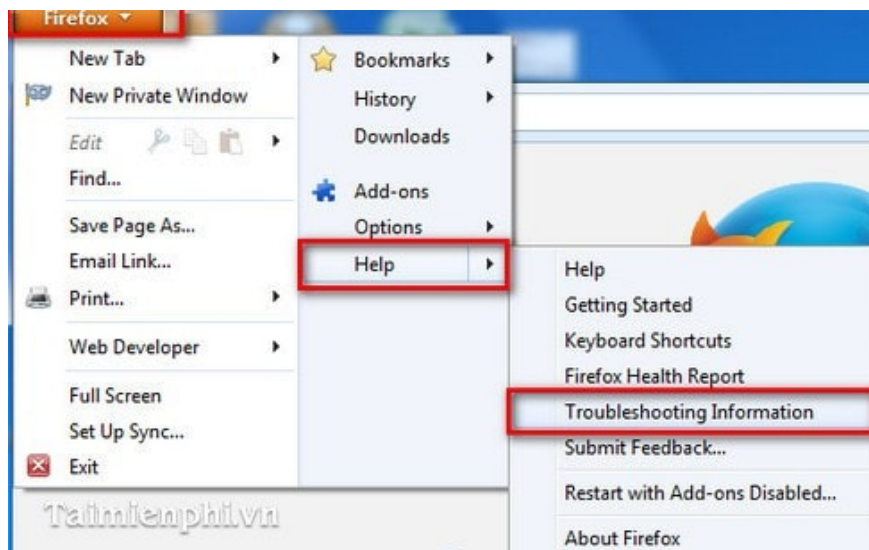 Firefox
New Tab
New Private Window
Edit
Find...
Save Page As...
Email Link...
Print...
Web Developer
Full Screen
Set Up Sync...
Exit
Bookmarks
History
Downloads
Add-ons
Options
Help
Help
Getting Started
Keyboard Shortcuts
Firefox Health Report
Troubleshooting Information
Submit Feedback...
Restart with Add-ons Disabled...
About Firefox
Taimienphi.vn